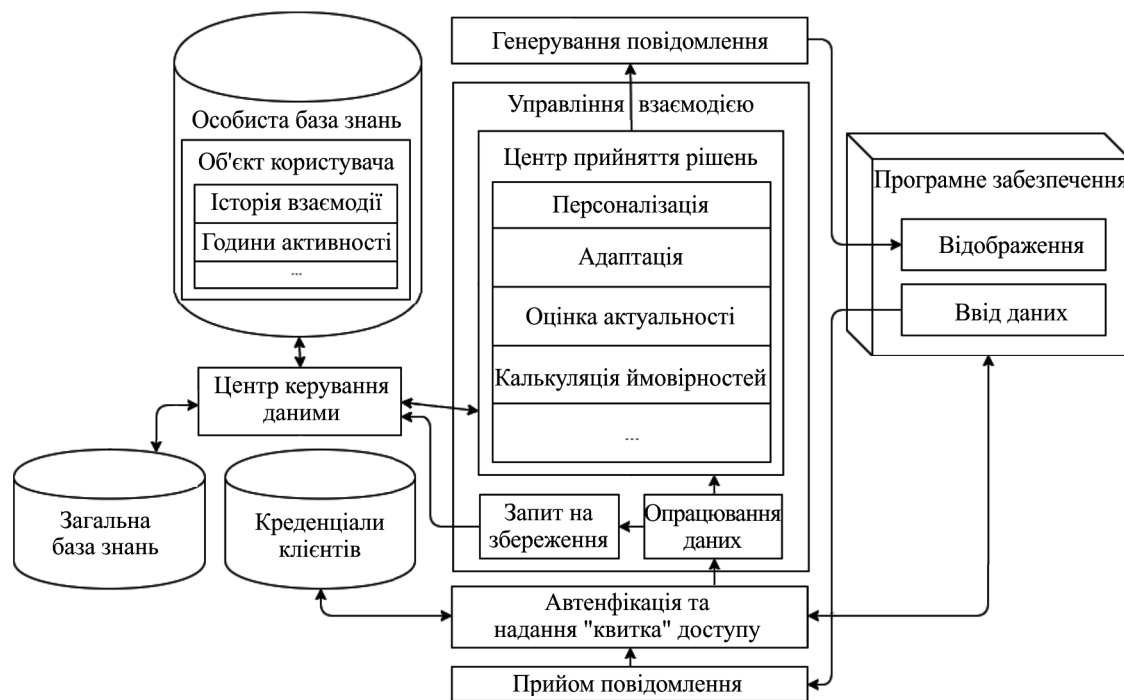 Генерування повідомлення
Управління взаємодією
Особиста база знань
Об'єкт користувача
Історія взаємодії
Години активності
...
Центр прийняття рішень
Персоналізація
Адаптація
Оцінка актуальності
Калькуляція ймовірностей
...
Програмне забезпечення
Відображення
Ввід даних
Центр керування
даними
Загальна
база знань
Креденціали
клієнтів
Запит на
збереження
Опрацювання
даних
Автенфікація та
надання "квитка" доступу
Прийом повідомлення